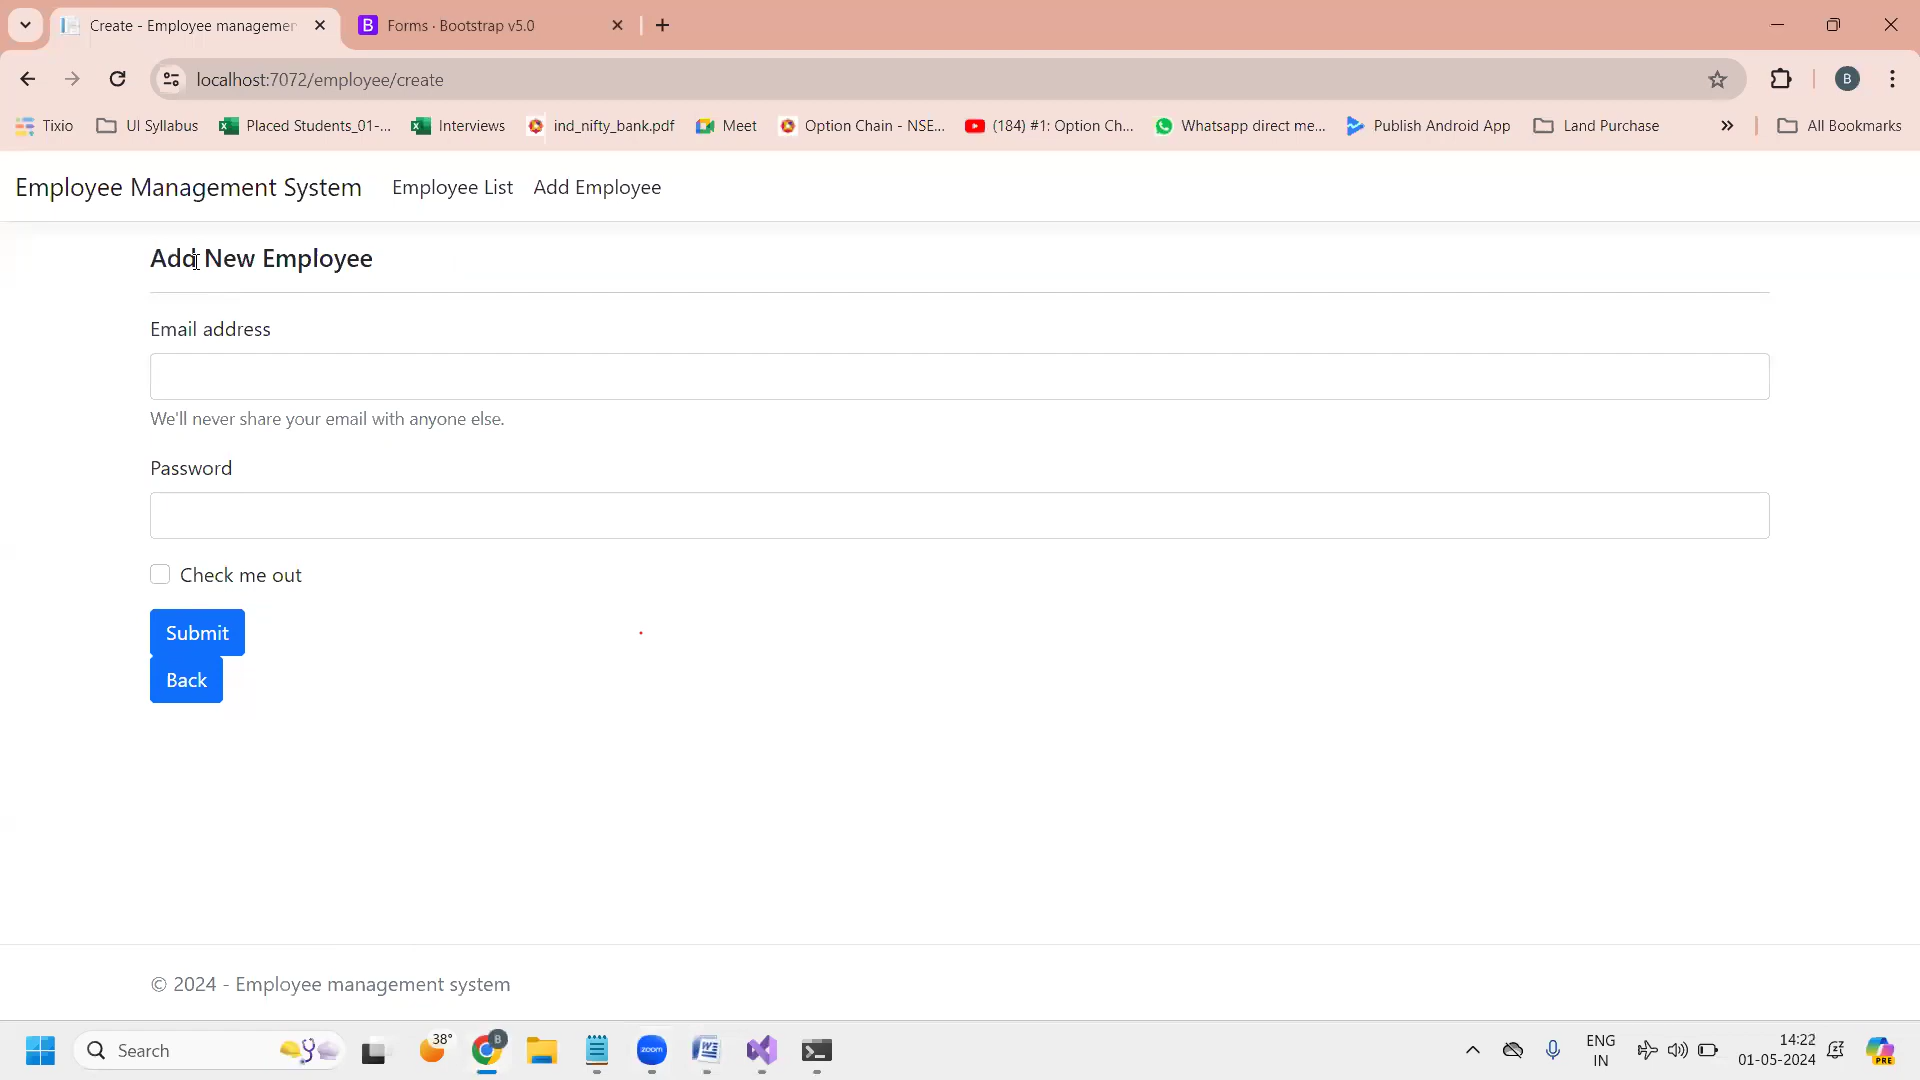 Create - Employee managemer
B Forms · Bootstrap v5.0
localhost:7072/employee/create
B
Tixio
UI Syllabus
Placed Students_01-...
Interviews
ind_nifty_bank.pdf
Meet
Option Chain - NSE...
(184) #1: Option Ch...
Whatsapp direct me...
Publish Android App
Land Purchase
All Bookmarks
Employee Management System
Employee List
Add Employee
Add New Employee
Email address
We'll never share your email with anyone else.
Password
Check me out
Submit
Back
© 2024 - Employee management system
Search
38°
B
zoom
W
ENG
IN
14:22
01-05-2024
PRE